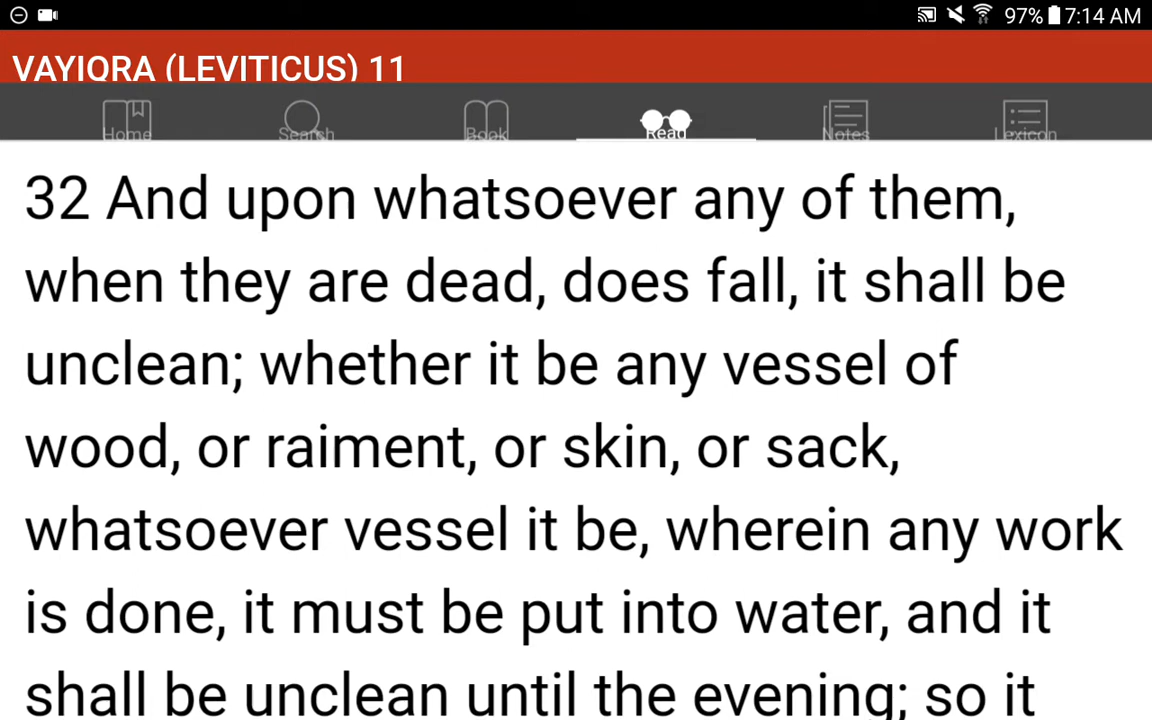 97% 7:14 AM
VAYIQRA (LEVITICUS) 11
Home Search Book Read Notes Lexicon
32 And upon whatsoever any of them,
when they are dead, does fall, it shall be
unclean; whether it be any vessel of
wood, or raiment, or skin, or sack,
whatsoever vessel it be, wherein any work
is done, it must be put into water, and it
shall be unclean until the evening; so it